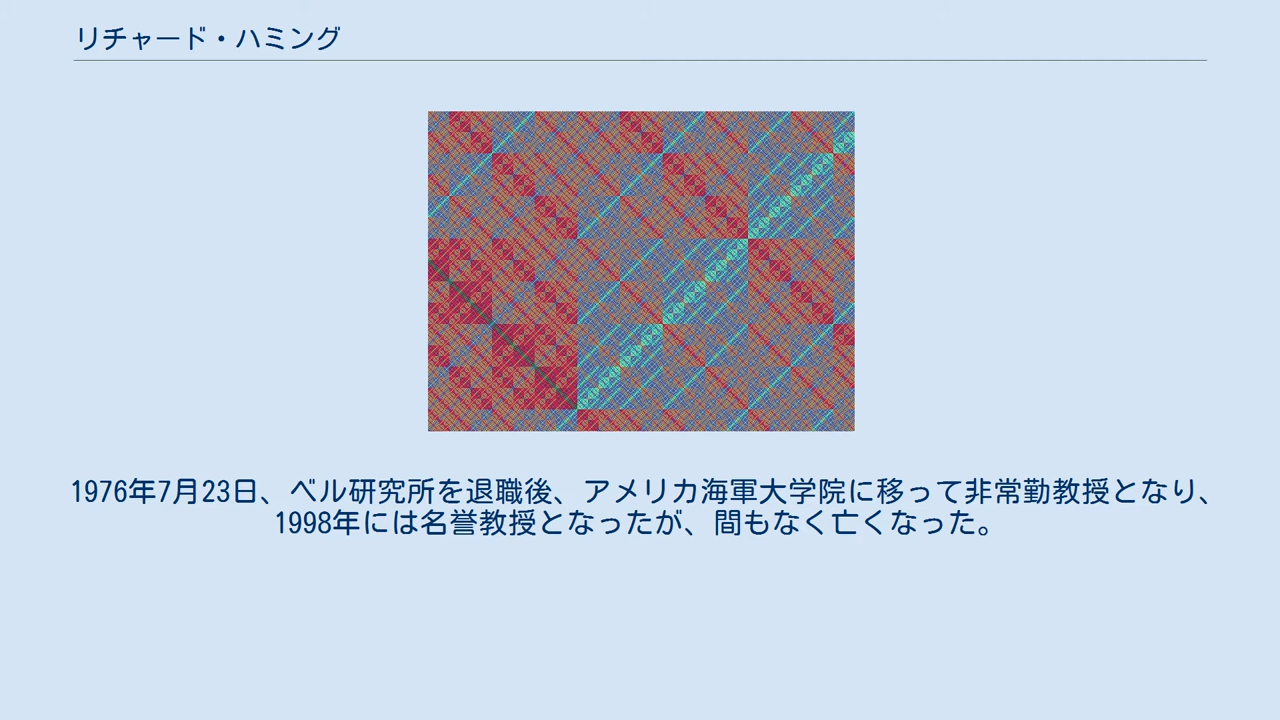 リチャード・ハミング
1976年7月23日、ベル研究所を退職後、アメリカ海軍大学院に移って非常勤教授となり、
1998年には名誉教授となったが、間もなく亡くなった。